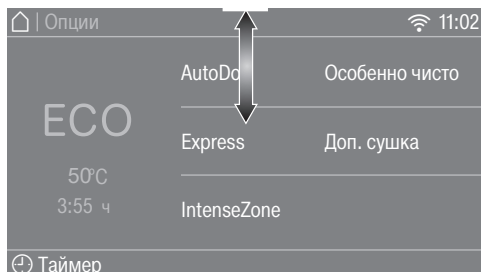 Опции 11:02
AutoDo Особенно чисто
ECO
Express Доп. сушка
50°C
3:55 ч
IntenseZone
Таймер